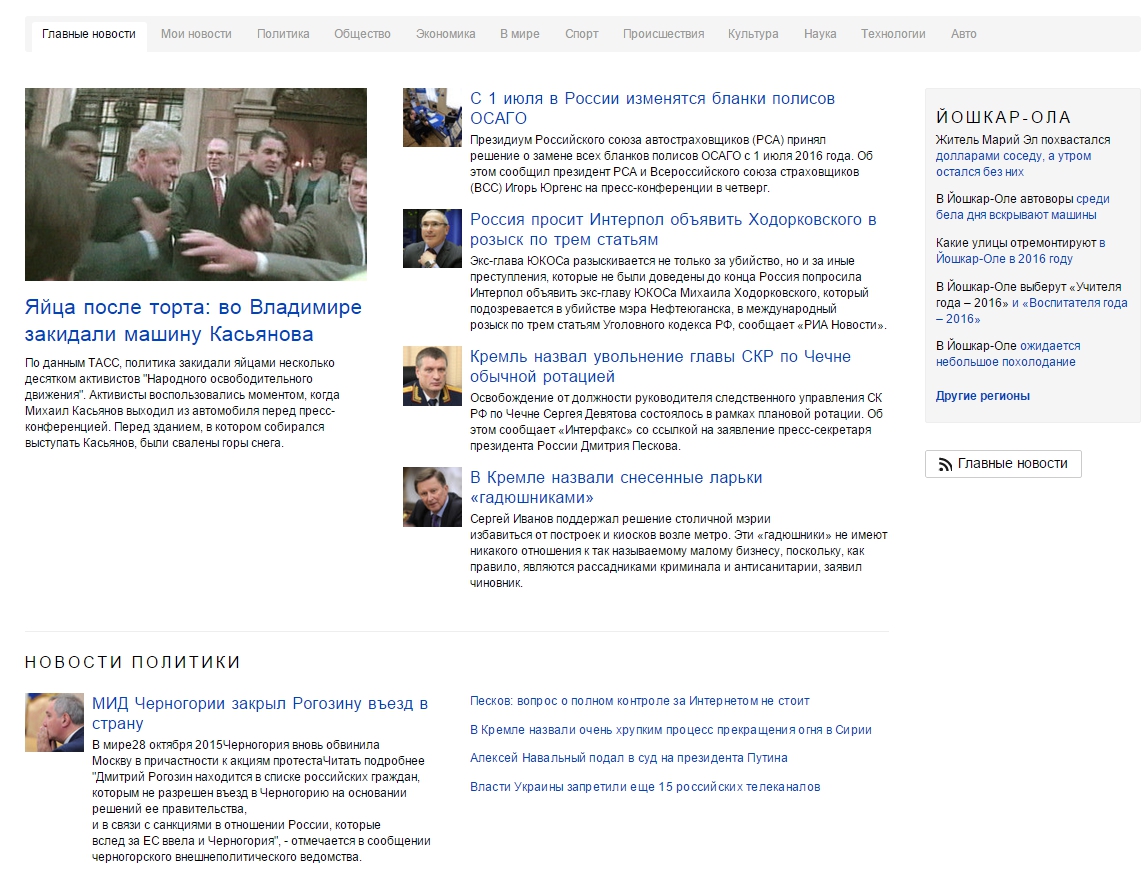 Главные новости
Мои новости
Политика
Общество
Экономика
В мире
Спорт
Происшествия
Культура
Наука
Технологии
Авто
Яйца после торта: во Владимире
закидали машину Касьянова
По данным ТАСС, политика закидали яйцами несколько
десятком активистов "Народного освободительного
движения". Активисты воспользовались моментом, когда
Михаил Касьянов выходил из автомобиля перед пресс-
конференцией. Перед зданием, в котором собирался
выступать Касьянов, были свалены горы снега.
С 1 июля в России изменятся бланки полисов
ОСАГО
Президиум Российского союза автостраховщиков (РСА) принял
решение о замене всех бланков полисов ОСАГО с 1 июля 2016 года. Об
этом сообщил президент РСА и Всероссийского союза страховщиков
(ВСС) Игорь Юргенс на пресс-конференции в четверг.
Россия просит Интерпол объявить Ходорковского в
розыск по трем статьям
Экс-глава ЮКОСа разыскивается не только за убийство, но и за иные
преступления, которые не были доведены до конца Россия попросила
Интерпол объявить экс-главу ЮКОСа Михаила Ходорковского, который
подозревается в убийстве мэра Нефтеюганска, в международный
розыск по трем статьям Уголовного кодекса РФ, сообщает «РИА Новости».
Кремль назвал увольнение главы СКР по Чечне
обычной ротацией
Освобождение от должности руководителя следственного управления СК
РФ по Чечне Сергея Девятова состоялось в рамках плановой ротации. Об
этом сообщает «Интерфакс» со ссылкой на заявление пресс-секретаря
президента России Дмитрия Пескова.
В Кремле назвали снесенные ларьки
«гадюшниками»
Сергей Иванов поддержал решение столичной мэрии
избавиться от построек и киосков возле метро. Эти «гадюшники» не имеют
никакого отношения к так называемому малому бизнесу, поскольку, как
правило, являются рассадниками криминала и антисанитарии, заявил
чиновник.
ЙОШКАР-ОЛА
Житель Марий Эл похвастался
долларами соседу, а утром
остался без них
В Йошкар-Оле автоворы среди
бела дня вскрывают машины
Какие улицы отремонтируют в
Йошкар-Оле в 2016 году
В Йошкар-Оле выберут «Учителя
года – 2016» и «Воспитателя года
– 2016»
В Йошкар-Оле ожидается
небольшое похолодание
Другие регионы
Главные новости
НОВОСТИ ПОЛИТИКИ
МИД Черногории закрыл Рогозину въезд в
страну
В мире28 октября 2015Черногория вновь обвинила
Москву в причастности к акциям протестаЧитать подробнее
"Дмитрий Рогозин находится в списке российских граждан,
которым не разрешен въезд в Черногорию на основании
решений ее правительства,
и в связи с санкциями в отношении России, которые
вслед за ЕС ввела и Черногория", - отмечается в сообщении
черногорского внешнеполитического ведомства.
Песков: вопрос о полном контроле за Интернетом не стоит
В Кремле назвали очень хрупким процесс прекращения огня в Сирии
Алексей Навальный подал в суд на президента Путина
Власти Украины запретили еще 15 российских телеканалов